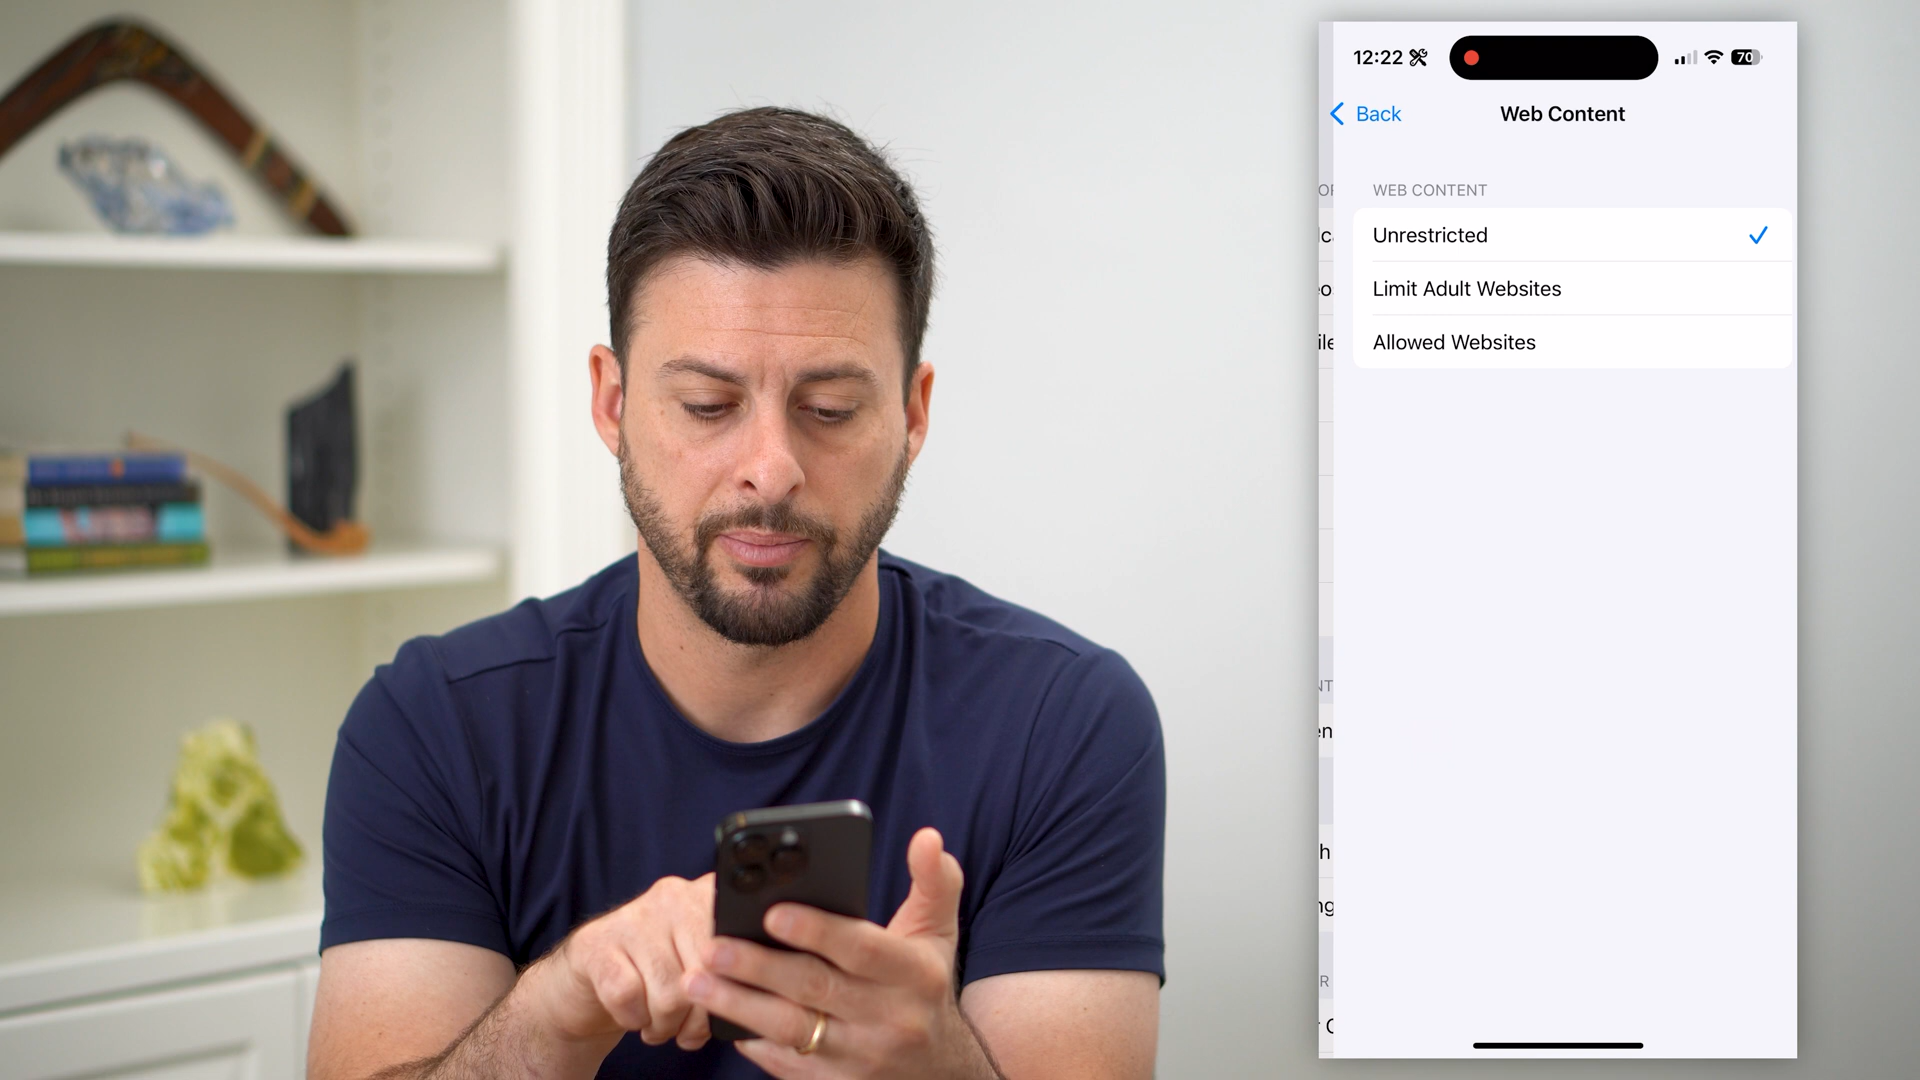 12:22
70
Back
Web Content
WEB CONTENT
Unrestricted
Limit Adult Websites
Allowed Websites